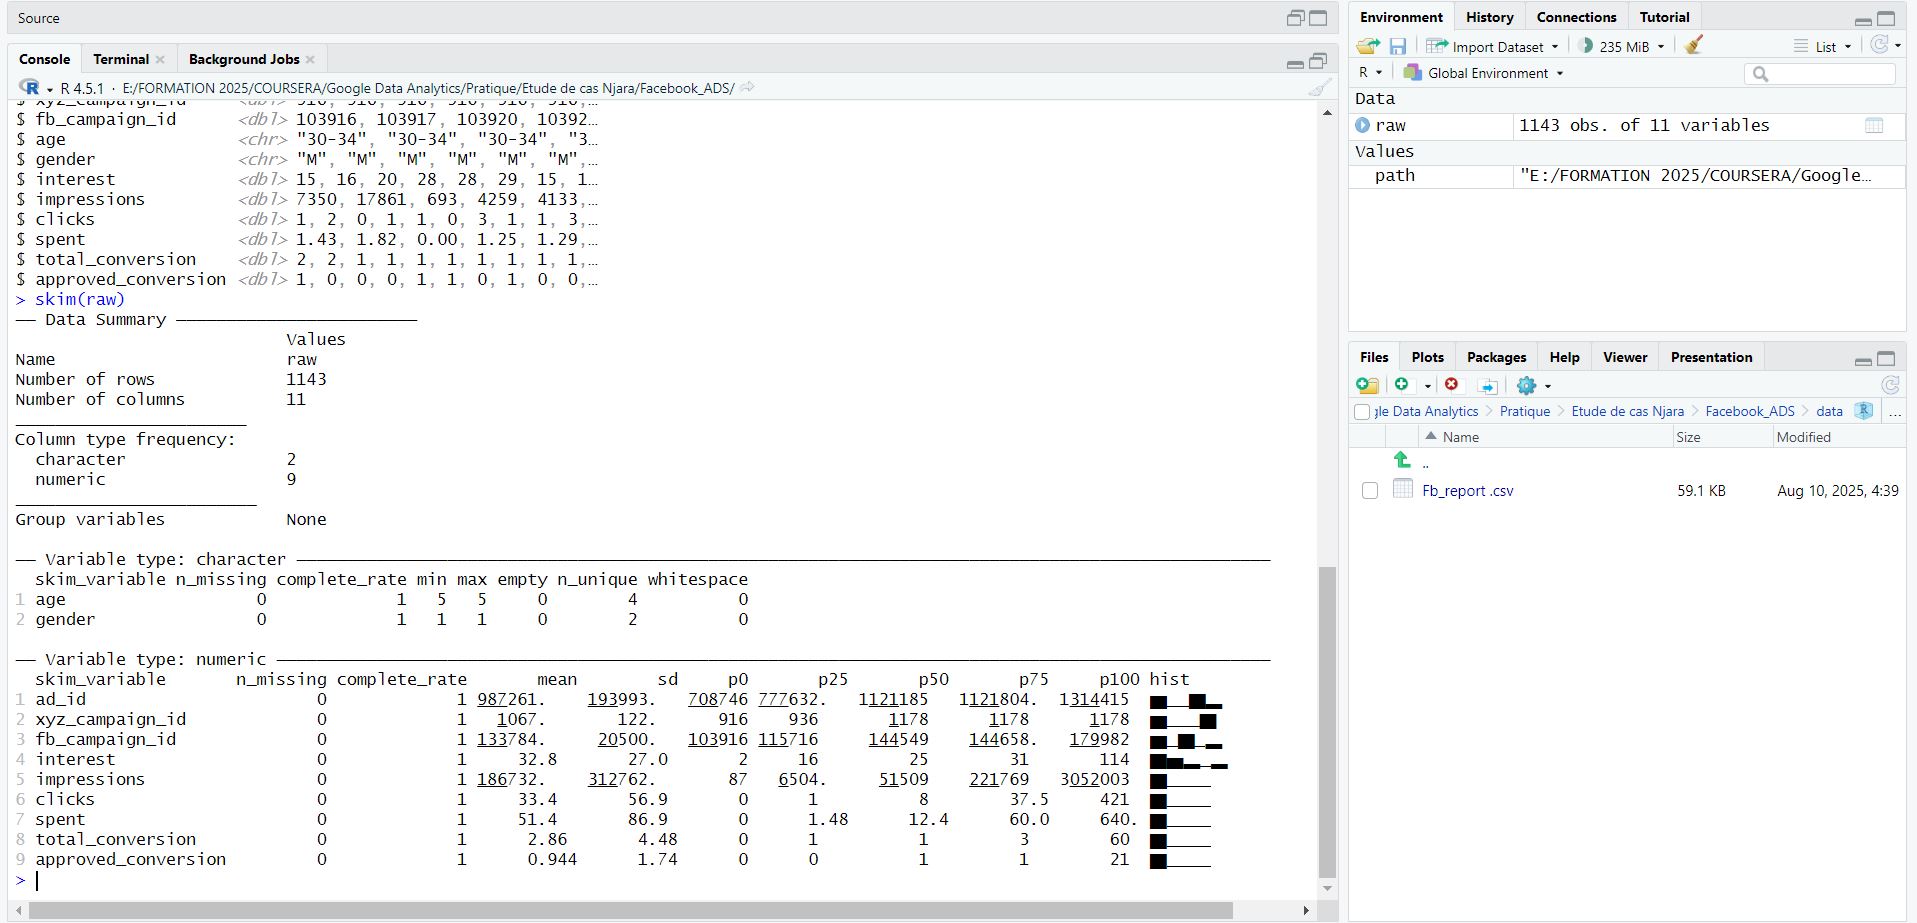 Source
Console Terminal Background Jobs
R 4.5.1 · E:/FORMATION 2025/COURSERA/Google Data Analytics/Pratique/Etude de cas Njara/Facebook_ADS/
$ xyz_campaign_id <dbl> 916, 916, 916, 916, 916, 916,…
$ fb_campaign_id <dbl> 103916, 103917, 103920, 10392…
$ age <chr> "30-34", "30-34", "30-34", "3…
$ gender <chr> "M", "M", "M", "M", "M", "M",…
$ interest <dbl> 15, 16, 20, 28, 28, 29, 15, 1…
$ impressions <dbl> 7350, 17861, 693, 4259, 4133,…
$ clicks <dbl> 1, 2, 0, 1, 1, 0, 3, 1, 1, 3,…
$ spent <dbl> 1.43, 1.82, 0.00, 1.25, 1.29,…
$ total_conversion <dbl> 2, 2, 1, 1, 1, 1, 1, 1, 1, 1,…
$ approved_conversion <dbl> 1, 0, 0, 0, 1, 1, 0, 1, 0, 0,…
> skim(raw)
── Data Summary ────────────────────────
Values
Name raw
Number of rows 1143
Number of columns 11
_______________________
Column type frequency:
character 2
numeric 9
________________________
Group variables None
── Variable type: character ────────────────────────
skim_variable n_missing complete_rate min max empty n_unique whitespace
1 age 0 1 5 5 0 4 0
2 gender 0 1 1 1 0 2 0
── Variable type: numeric ────────────────────────
skim_variable n_missing complete_rate mean sd p0 p25 p50 p75 p100 hist
1 ad_id 0 1 987261. 193993. 708746 777632. 1121185 1121804. 1314415
2 xyz_campaign_id 0 1 1067. 122. 916 936 1178 1178 1178
3 fb_campaign_id 0 1 133784. 20500. 103916 115716 144549 144658. 179982
4 interest 0 1 32.8 27.0 2 16 25 31 114
5 impressions 0 1 186732. 312762. 87 6504. 51509 221769 3052003
6 clicks 0 1 33.4 56.9 0 1 8 37.5 421
7 spent 0 1 51.4 86.9 0 1.48 12.4 60.0 640.
8 total_conversion 0 1 2.86 4.48 0 1 1 3 60
9 approved_conversion 0 1 0.944 1.74 0 0 1 1 21
>
Environment History Connections Tutorial
Import Dataset 235 MiB List
R Global Environment
Data
raw 1143 obs. of 11 variables
Values
path "E:/FORMATION 2025/COURSERA/Google…
Files Plots Packages Help Viewer Presentation
gle Data Analytics Pratique Etude de cas Njara Facebook_ADS data ...
Name Size Modified
..
Fb_report .csv 59.1 KB Aug 10, 2025, 4:39